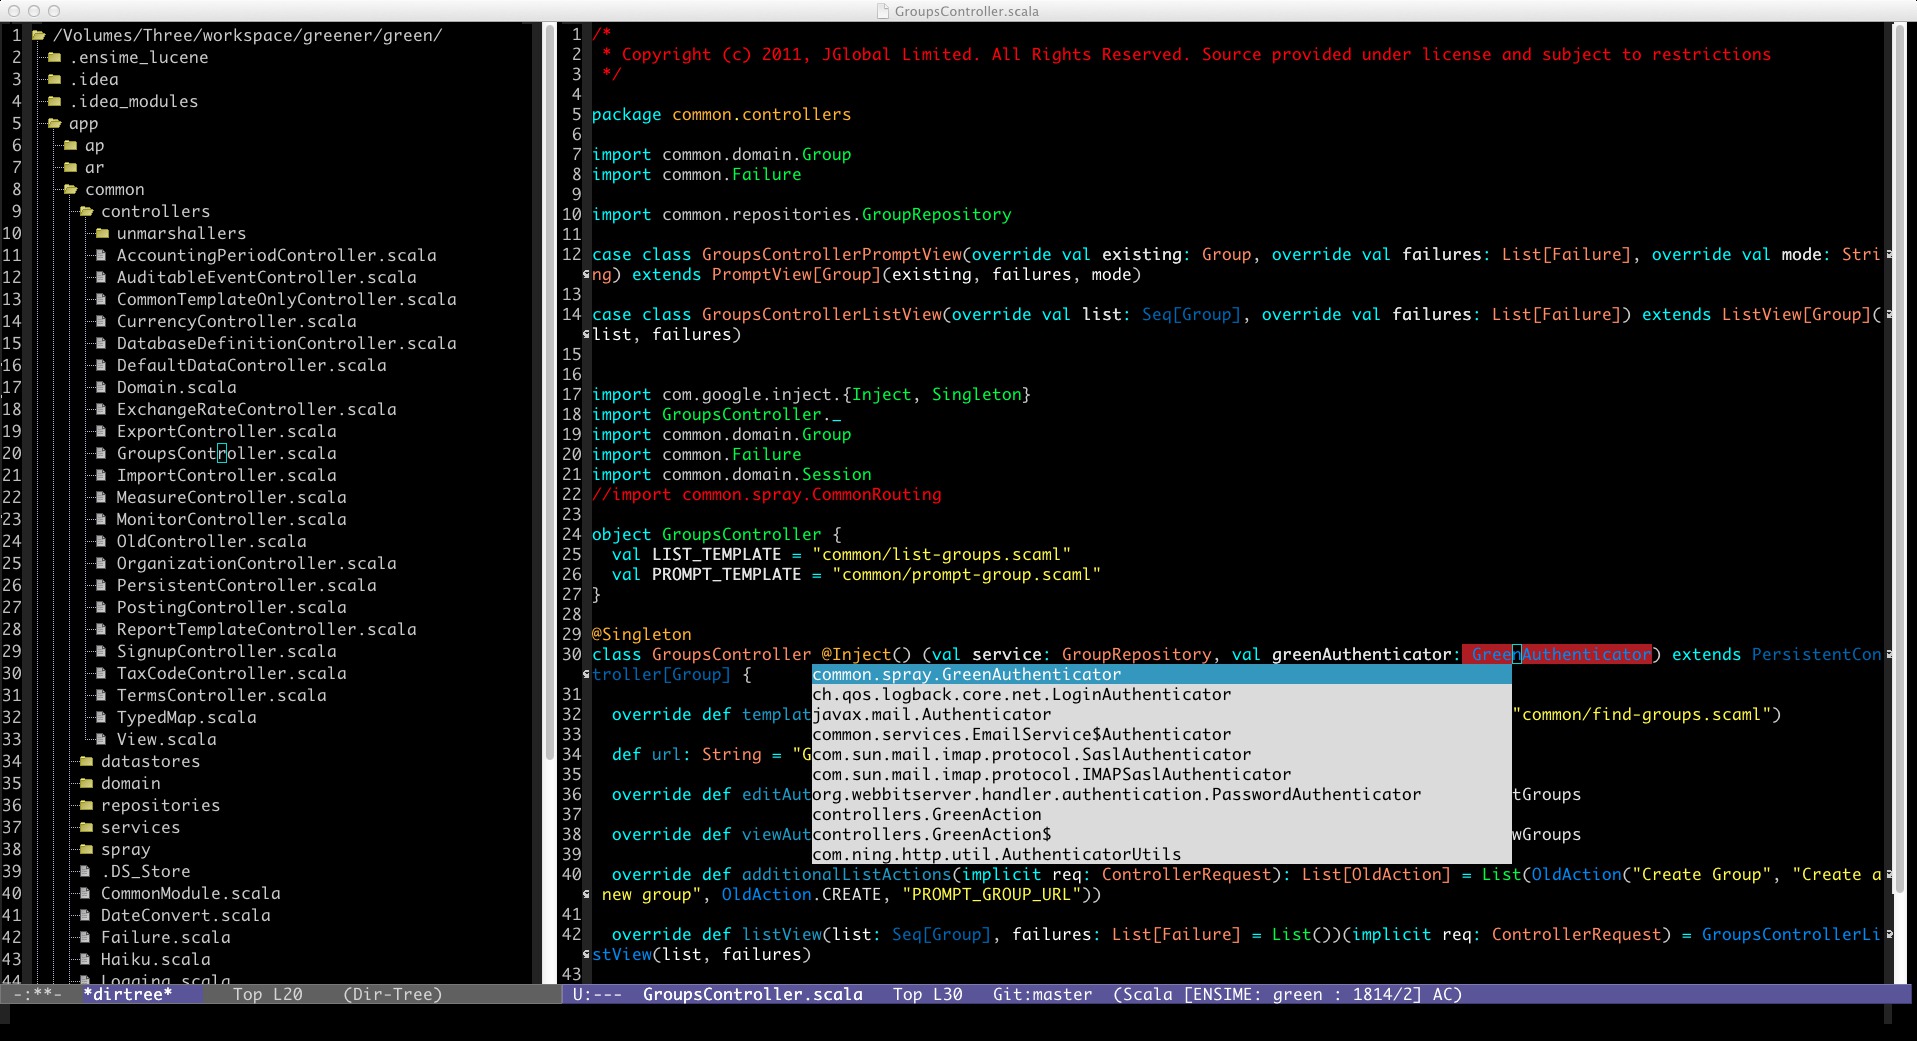 GroupsController.scala
1 /Volumes/Three/workspace/greener/green/
2 .ensime_lucene
3 .idea
4 .idea_modules
5 app
6 ap
7 ar
8 common
9 controllers
10 unmarshallers
11 AccountingPeriodController.scala
12 AuditableEventController.scala
13 CommonTemplateOnlyController.scala
14 CurrencyController.scala
15 DatabaseDefinitionController.scala
16 DefaultDataController.scala
17 Domain.scala
18 ExchangeRateController.scala
19 ExportController.scala
20 GroupsController.scala
21 ImportController.scala
22 MeasureController.scala
23 MonitorController.scala
24 OldController.scala
25 OrganizationController.scala
26 PersistentController.scala
27 PostingController.scala
28 ReportTemplateController.scala
29 SignupController.scala
30 TaxCodeController.scala
31 TermsController.scala
32 TypedMap.scala
33 View.scala
34 datastores
35 domain
36 repositories
37 services
38 spray
39 .DS_Store
40 CommonModule.scala
41 DateConvert.scala
42 Failure.scala
43 Haiku.scala
44 Logging.scala
-:**- *dirtree* Top L20 (Dir-Tree)
1 /*
2 * Copyright (c) 2011, JGlobal Limited. All Rights Reserved. Source provided under license and subject to restrictions
3 */
4
5 package common.controllers
6
7 import common.domain.Group
8 import common.Failure
9
10 import common.repositories.GroupRepository
11
12 case class GroupsControllerPromptView(override val existing: Group, override val failures: List[Failure], override val mode: Stri
ng) extends PromptView[Group](existing, failures, mode)
13
14 case class GroupsControllerListView(override val list: Seq[Group], override val failures: List[Failure]) extends ListView[Group](
list, failures)
15
16
17 import com.google.inject.{Inject, Singleton}
18 import GroupsController._
19 import common.domain.Group
20 import common.Failure
21 import common.domain.Session
22 //import common.spray.CommonRouting
23
24 object GroupsController {
25 val LIST_TEMPLATE = "common/list-groups.scaml"
26 val PROMPT_TEMPLATE = "common/prompt-group.scaml"
27 }
28
29 @Singleton
30 class GroupsController @Inject() (val service: GroupRepository, val greenAuthenticator: GreenAuthenticator) extends PersistentCon
troller[Group] {
common.spray.GreenAuthenticator
31 ch.qos.logback.core.net.LoginAuthenticator
32 override def templat javax.mail.Authenticator "common/find-groups.scaml")
33 common.services.EmailService$Authenticator
34 def url: String = "G com.sun.mail.imap.protocol.SaslAuthenticator
35 com.sun.mail.imap.protocol.IMAPSaslAuthenticator
36 override def editAut org.webbitserver.handler.authentication.PasswordAuthenticator tGroups
37 controllers.GreenAction
38 override def viewAut controllers.GreenAction$ wGroups
39 com.ning.http.util.AuthenticatorUtils
40 override def additionalListActions(implicit req: ControllerRequest): List[OldAction] = List(OldAction("Create Group", "Create a
new group", OldAction.CREATE, "PROMPT_GROUP_URL"))
41
42 override def listView(list: Seq[Group], failures: List[Failure] = List())(implicit req: ControllerRequest) = GroupsControllerLi
stView(list, failures)
43
U:--- GroupsController.scala Top L30 Git:master (Scala [ENSIME: green : 1814/2] AC)